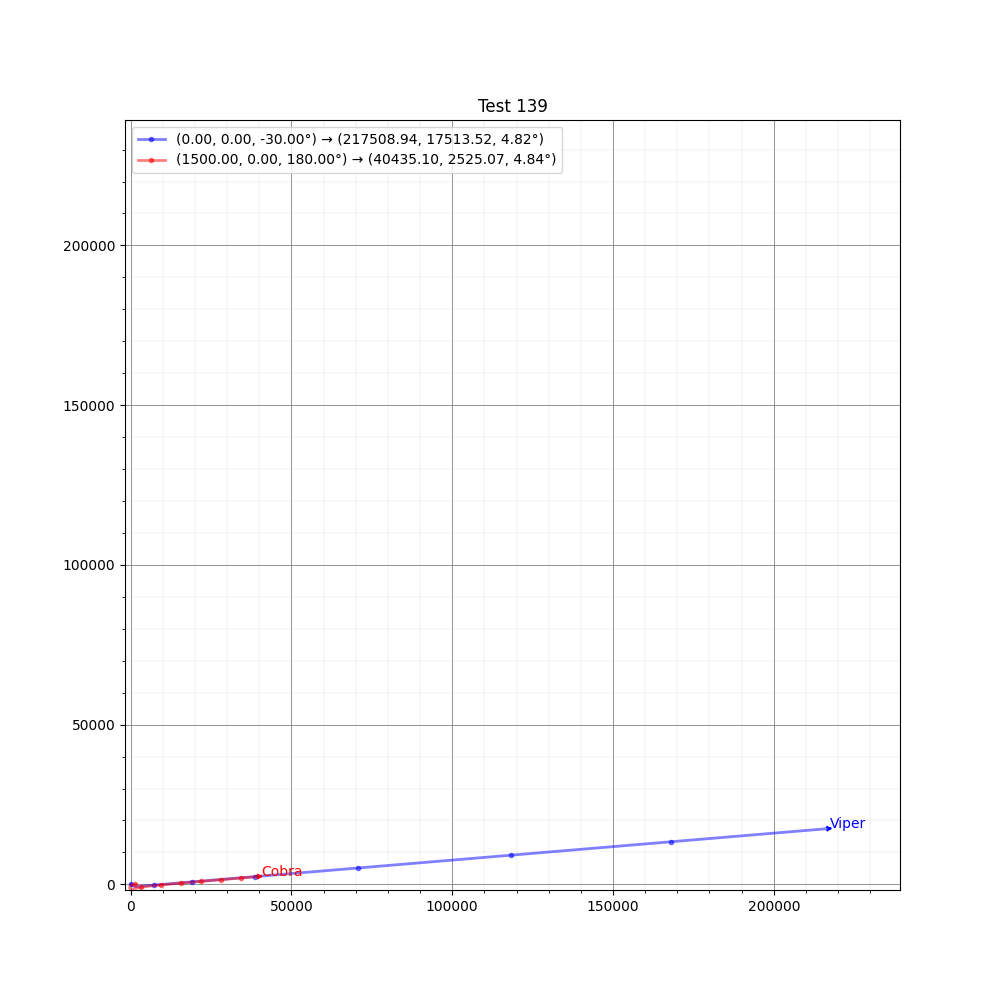 Test 139
(0.00, 0.00, -30.00°) → (217508.94, 17513.52, 4.82°)
(1500.00, 0.00, 180.00°) → (40435.10, 2525.07, 4.84°)
200000
150000
100000
50000
0
Viper
Cobra
0 50000 100000 150000 200000